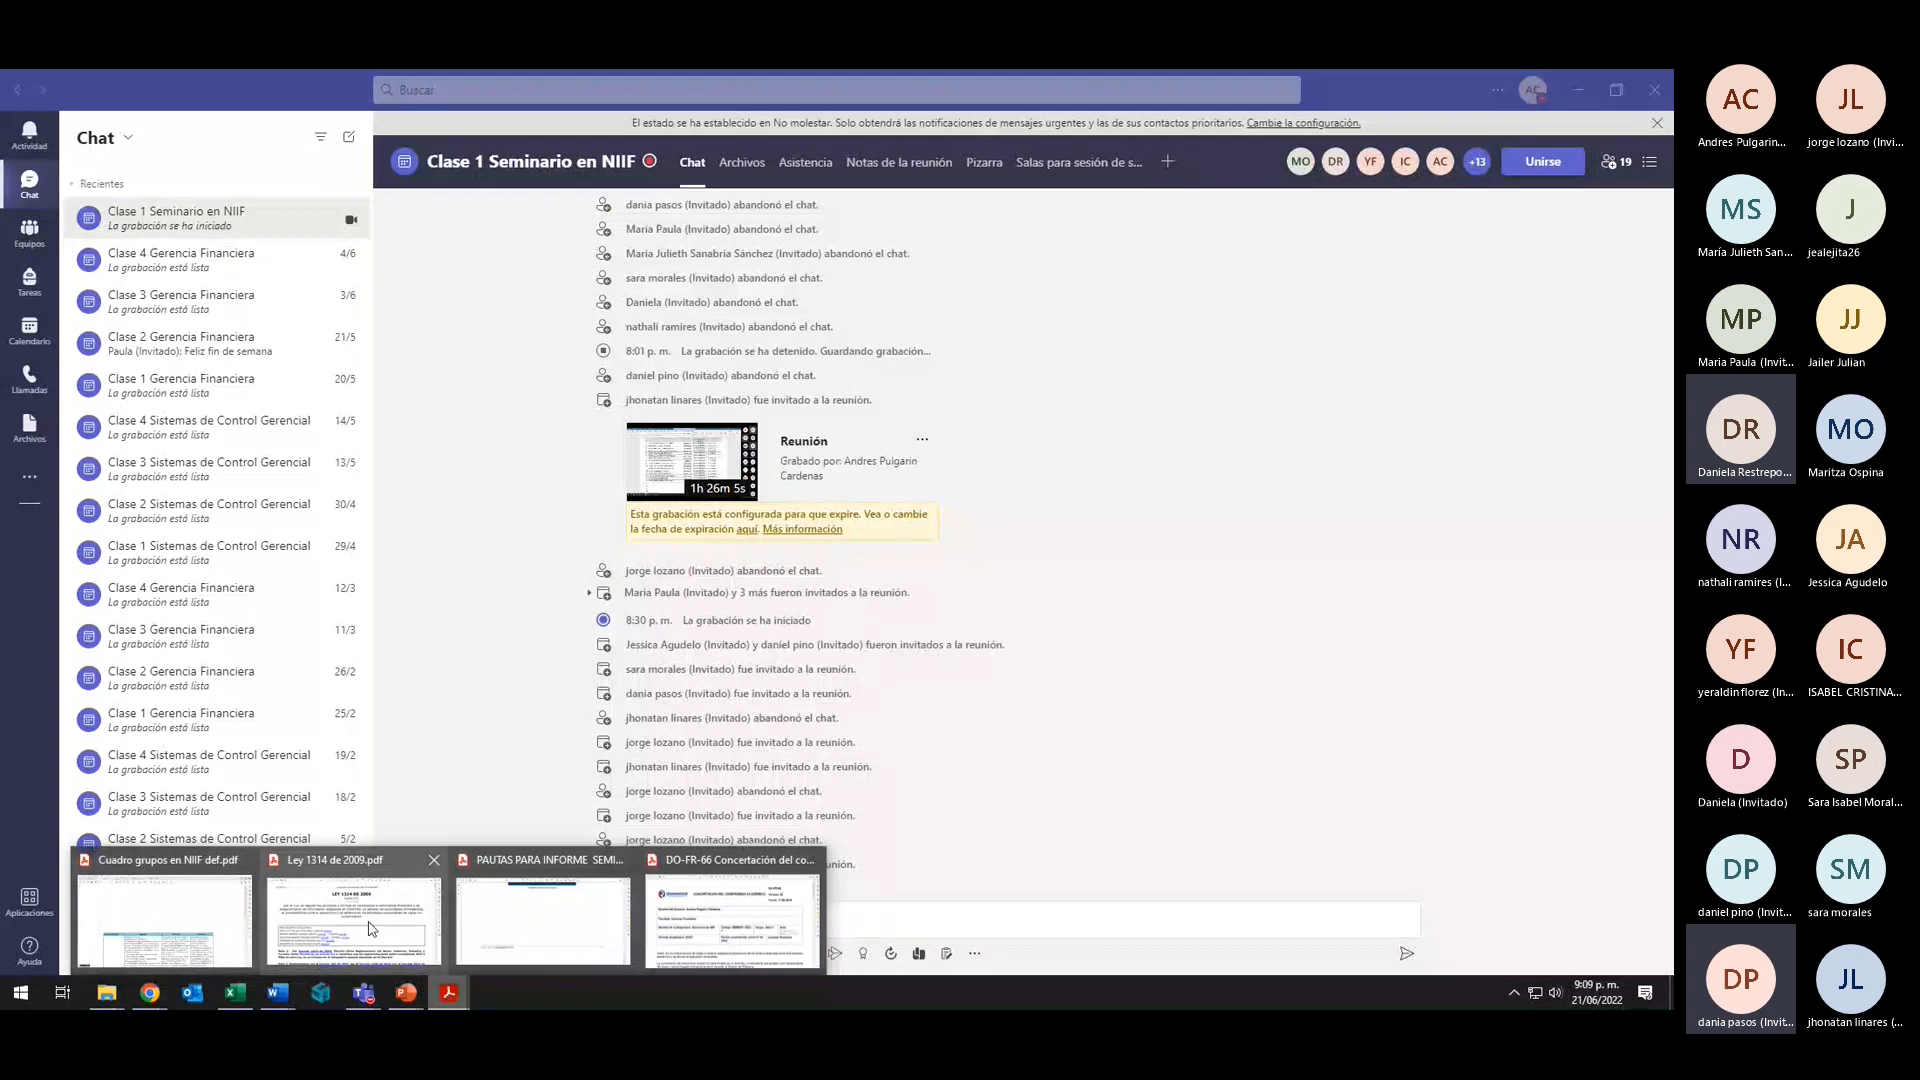 Buscar
AC
El estado se ha establecido en No molestar. Solo obtendrá las notificaciones de mensajes urgentes y las de sus contactos prioritarios. Cambie la configuración.
Actividad
Chat
Equipos
Tareas
Calendario
Llamadas
Archivos
Aplicaciones
Ayuda
Chat
Recientes
Clase 1 Seminario en NIIF
La grabación se ha iniciado
Clase 4 Gerencia Financiera 4/6
La grabación está lista
Clase 3 Gerencia Financiera 3/6
La grabación está lista
Clase 2 Gerencia Financiera 21/5
Paula (Invitado): Feliz fin de semana
Clase 1 Gerencia Financiera 20/5
La grabación está lista
Clase 4 Sistemas de Control Gerencial 14/5
La grabación está lista
Clase 3 Sistemas de Control Gerencial 13/5
La grabación está lista
Clase 2 Sistemas de Control Gerencial 30/4
La grabación está lista
Clase 1 Sistemas de Control Gerencial 29/4
La grabación está lista
Clase 4 Gerencia Financiera 12/3
La grabación está lista
Clase 3 Gerencia Financiera 11/3
La grabación está lista
Clase 2 Gerencia Financiera 26/2
La grabación está lista
Clase 1 Gerencia Financiera 25/2
La grabación está lista
Clase 4 Sistemas de Control Gerencial 19/2
La grabación está lista
Clase 3 Sistemas de Control Gerencial 18/2
La grabación está lista
Clase 2 Sistemas de Control Gerencial 5/2
Clase 1 Seminario en NIIF Chat Archivos Asistencia Notas de la reunión Pizarra Salas para sesión de s... MO DR YF IC AC +13 Unirse 19
dania pasos (Invitado) abandonó el chat.
Maria Paula (Invitado) abandonó el chat.
Maria Julieth Sanabria Sánchez (Invitado) abandonó el chat.
sara morales (Invitado) abandonó el chat.
Daniela (Invitado) abandonó el chat.
nathali ramires (Invitado) abandonó el chat.
8:01 p. m. La grabación se ha detenido. Guardando grabación...
daniel pino (Invitado) abandonó el chat.
jhonatan linares (Invitado) fue invitado a la reunión.
Reunión
Grabado por: Andres Pulgarin
Cardenas
1h 26m 5s
Esta grabación está configurada para que expire. Vea o cambie
la fecha de expiración aquí. Más información
jorge lozano (Invitado) abandonó el chat.
Maria Paula (Invitado) y 3 más fueron invitados a la reunión.
8:30 p. m. La grabación se ha iniciado
Jessica Agudelo (Invitado) y daniel pino (Invitado) fueron invitados a la reunión.
sara morales (Invitado) fue invitado a la reunión.
dania pasos (Invitado) fue invitado a la reunión.
jhonatan linares (Invitado) abandonó el chat.
jorge lozano (Invitado) fue invitado a la reunión.
jhonatan linares (Invitado) fue invitado a la reunión.
jorge lozano (Invitado) abandonó el chat.
jorge lozano (Invitado) fue invitado a la reunión.
jorge lozano (Invitado) abandonó el chat.
unión.
Cuadro grupos en NIIF def.pdf
Ley 1314 de 2009.pdf
PAUTAS PARA INFORME SEMI...
DO-FR-66 Concertación del co...
LEY 1314 DE 2009
9:09 p. m.
21/06/2022
AC
Andres Pulgarin...
JL
jorge lozano (Invi...
MS
María Julieth San...
J
jealejita26
MP
Maria Paula (Invit...
JJ
Jailer Julian
DR
Daniela Restrepo...
MO
Maritza Ospina
NR
nathali ramires (I...
JA
Jessica Agudelo
YF
yeraldin florez (In...
IC
ISABEL CRISTINA...
D
Daniela (Invitado)
SP
Sara Isabel Moral...
DP
daniel pino (Invit...
SM
sara morales
DP
dania pasos (Invit...
JL
jhonatan linares (...